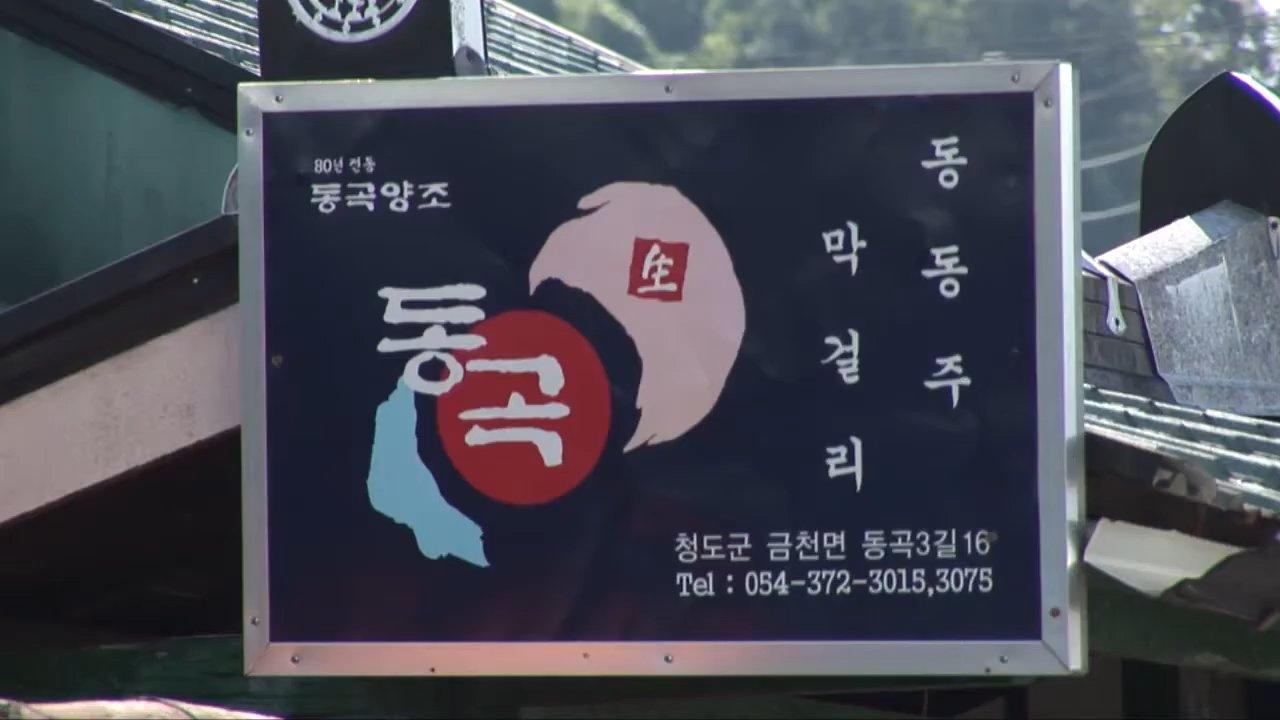 80년 전통
동곡양조
동곡
生
동동주
막걸리
청도군 금천면 동곡3길16
Tel : 054-372-3015,3075